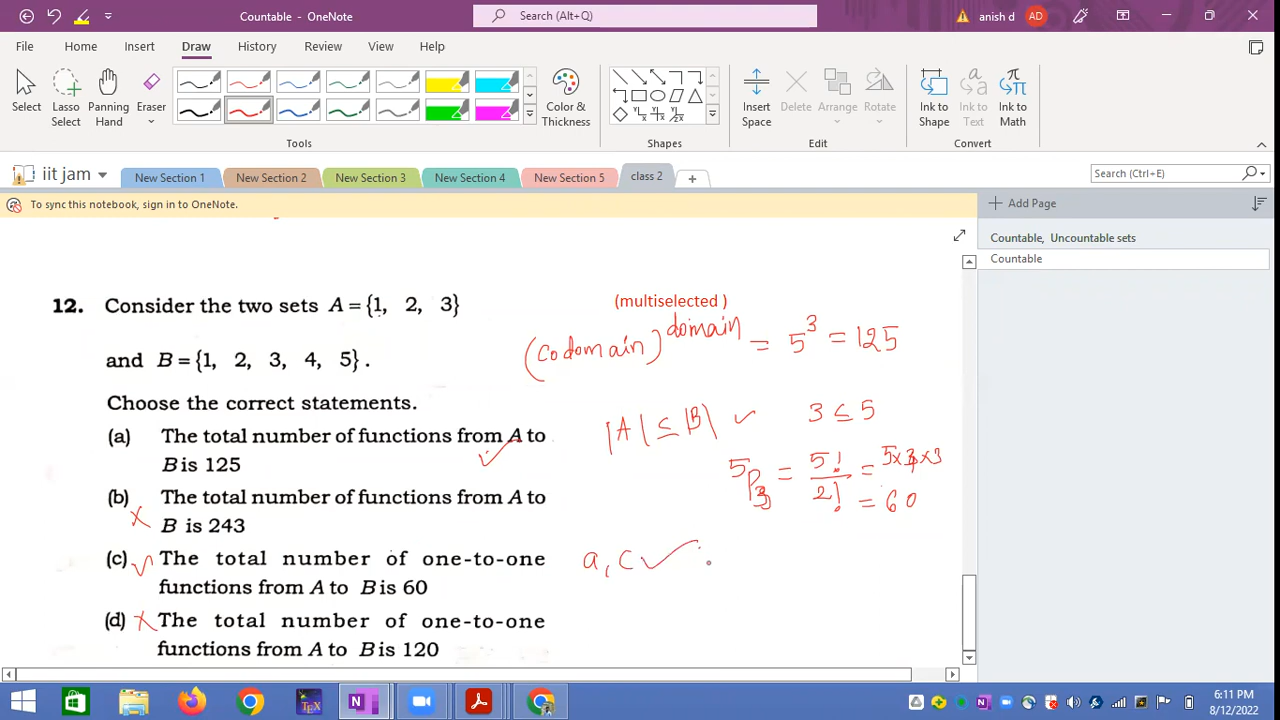 Countable - OneNote
Search (Alt+Q)
anish d
AD
File Home Insert Draw History Review View Help
Select
Lasso Select
Panning Hand
Eraser
Color & Thickness
Insert Space
Delete
Arrange
Rotate
Ink to Shape
Ink to Text
Ink to Math
Tools
Shapes
Edit
Convert
iit jam
New Section 1
New Section 2
New Section 3
New Section 4
New Section 5
class 2
Search (Ctrl+E)
To sync this notebook, sign in to OneNote.
Add Page
Countable, Uncountable sets
Countable
12. Consider the two sets A = {1, 2, 3}
(multiselected )
(codomain)^domain = 5^3 = 125
and B = {1, 2, 3, 4, 5} .
Choose the correct statements.
|A| ≤ |B| ✓ 3 ≤ 5
(a) The total number of functions from A to
B is 125 ✓
5P3 = 5!/2! =
= 60
(b) The total number of functions from A to
× B is 243
(c) ✓ The total number of one-to-one
functions from A to B is 60
a, c ✓
(d) × The total number of one-to-one
functions from A to B is 120
6:11 PM
8/12/2022